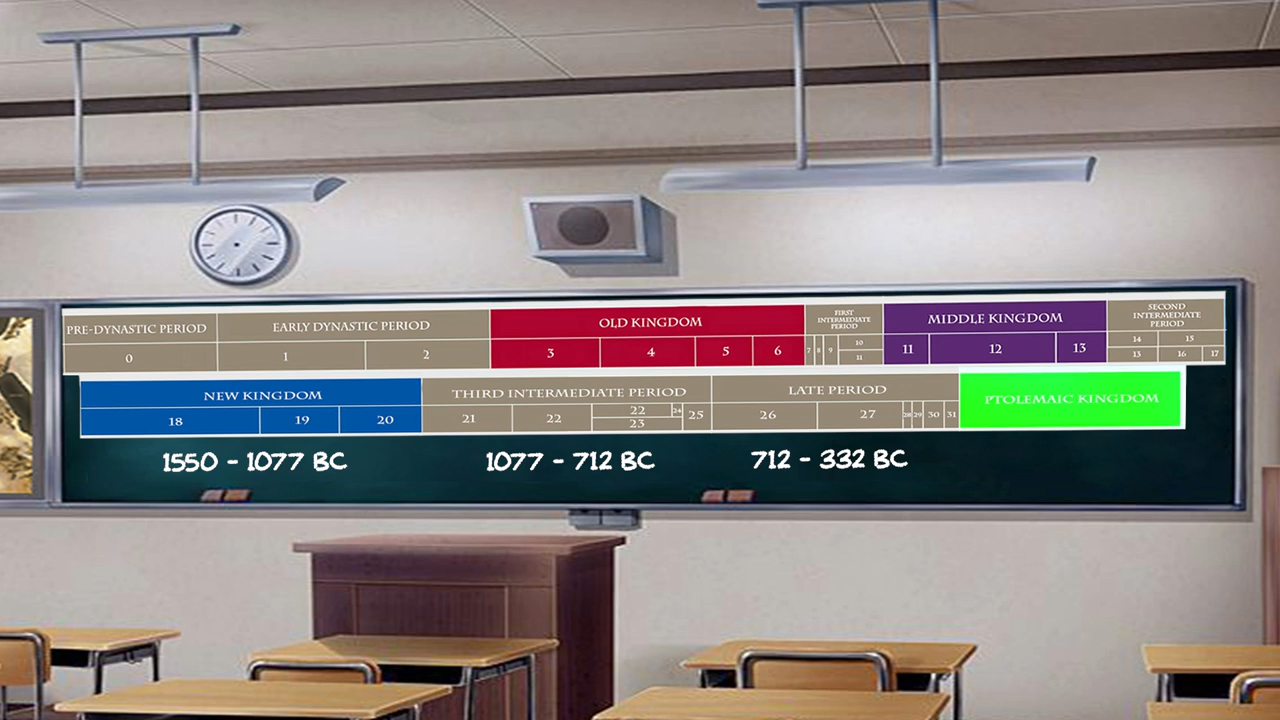 PRE-DYNASTIC PERIOD
0
EARLY DYNASTIC PERIOD
1 2
OLD KINGDOM
3 4 5 6
FIRST
INTERMEDIATE
PERIOD
7 8 9 10
11
MIDDLE KINGDOM
11 12 13
SECOND
INTERMEDIATE
PERIOD
14 15
13 16 17
NEW KINGDOM
18 19 20
THIRD INTERMEDIATE PERIOD
21 22 22 24 25
23
LATE PERIOD
26 27 28 29 30 31
PTOLEMAIC KINGDOM
1550 - 1077 BC
1077 - 712 BC
712 - 332 BC